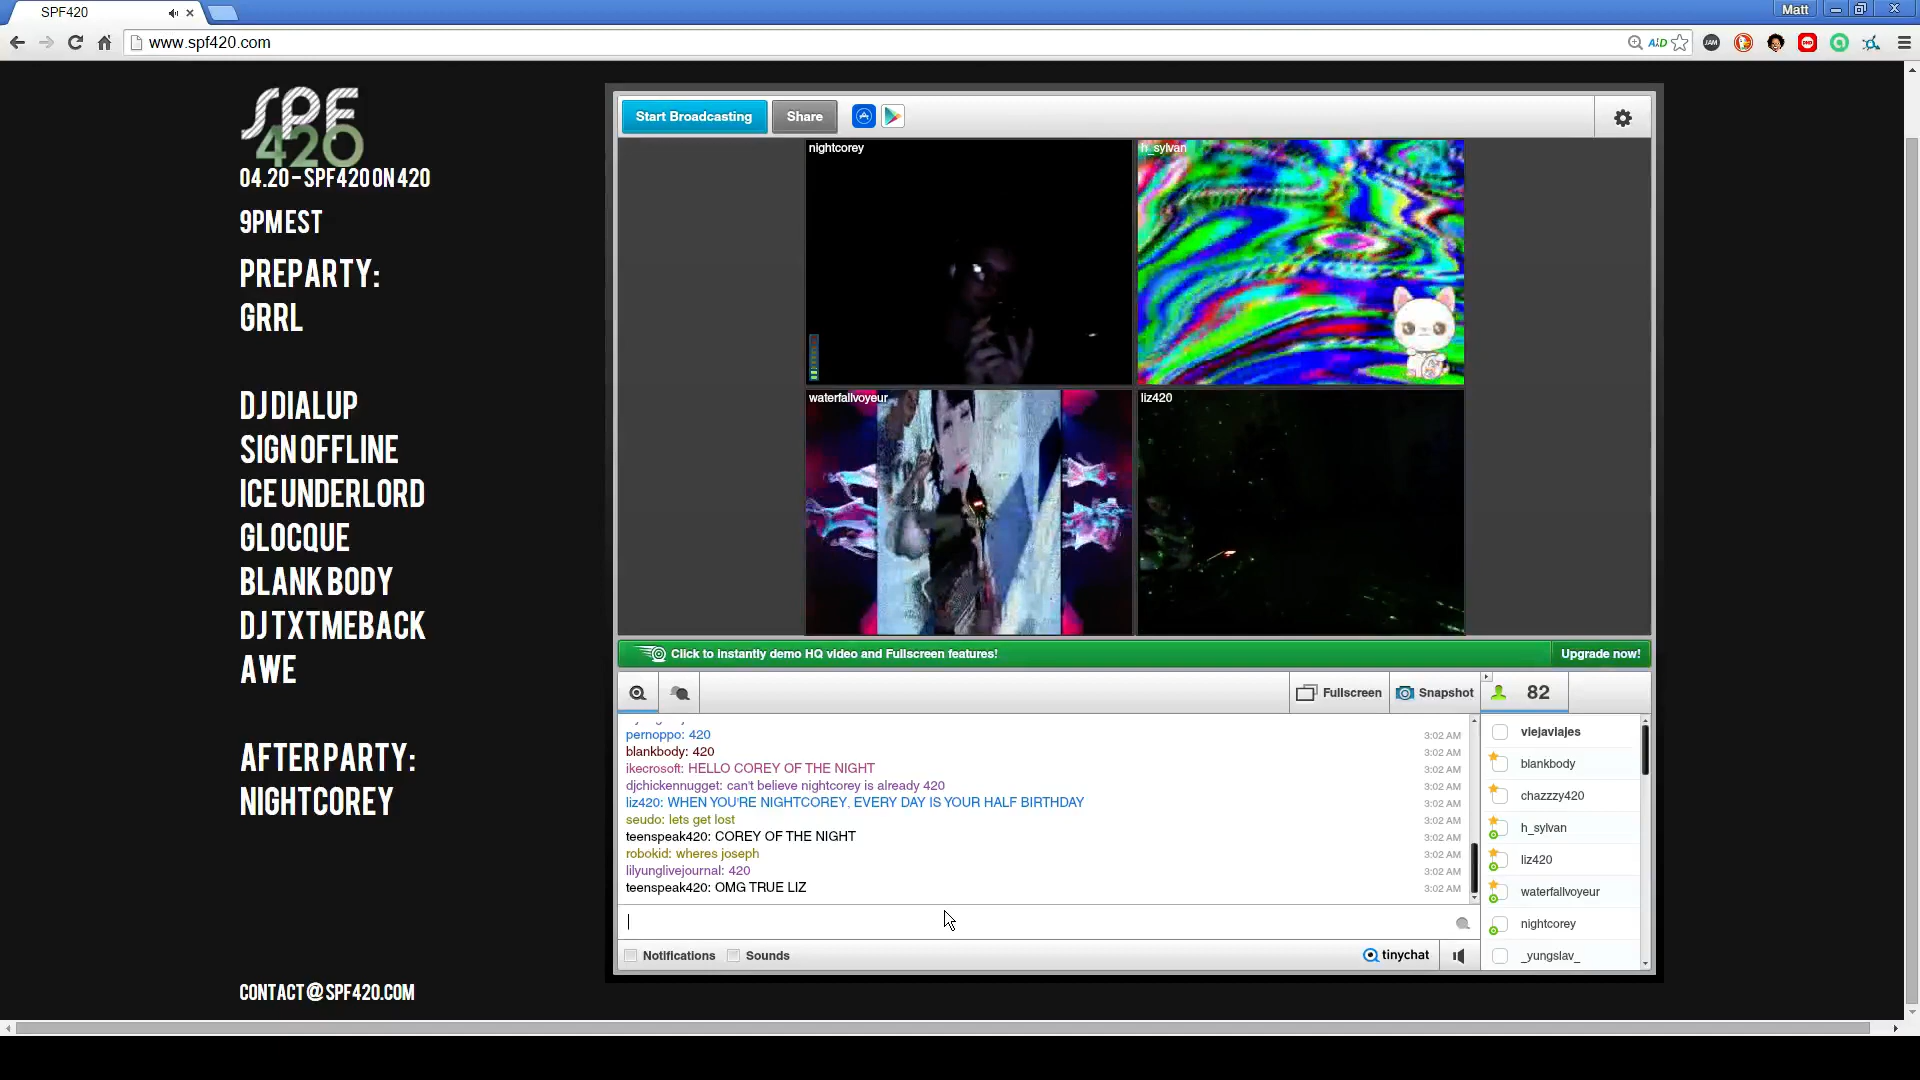 SPF420
Matt
www.spf420.com
SPF
420
04.20 - SPF420 ON 420
9PM EST
PREPARTY:
GRRL
DJ DIALUP
SIGN OFFLINE
ICE UNDERLORD
GLOCQUE
BLANK BODY
DJ TXTMEBACK
AWE
AFTER PARTY:
NIGHTCOREY
CONTACT@SPF420.COM
Start Broadcasting
Share
nightcorey
h_sylvan
waterfallvoyeur
liz420
Click to instantly demo HQ video and Fullscreen features!
Upgrade now!
Fullscreen
Snapshot
82
pernoppo: 420 3:02 AM
blankbody: 420 3:02 AM
ikecrosoft: HELLO COREY OF THE NIGHT 3:02 AM
djchickennugget: can't believe nightcorey is already 420 3:02 AM
liz420: WHEN YOU'RE NIGHTCOREY, EVERY DAY IS YOUR HALF BIRTHDAY 3:02 AM
seudo: lets get lost 3:02 AM
teenspeak420: COREY OF THE NIGHT 3:02 AM
robokid: wheres joseph 3:02 AM
lilyunglivejournal: 420 3:02 AM
teenspeak420: OMG TRUE LIZ 3:02 AM
viejaviajes
blankbody
chazzzy420
h_sylvan
liz420
waterfallvoyeur
nightcorey
_yungslav_
Notifications
Sounds
tinychat